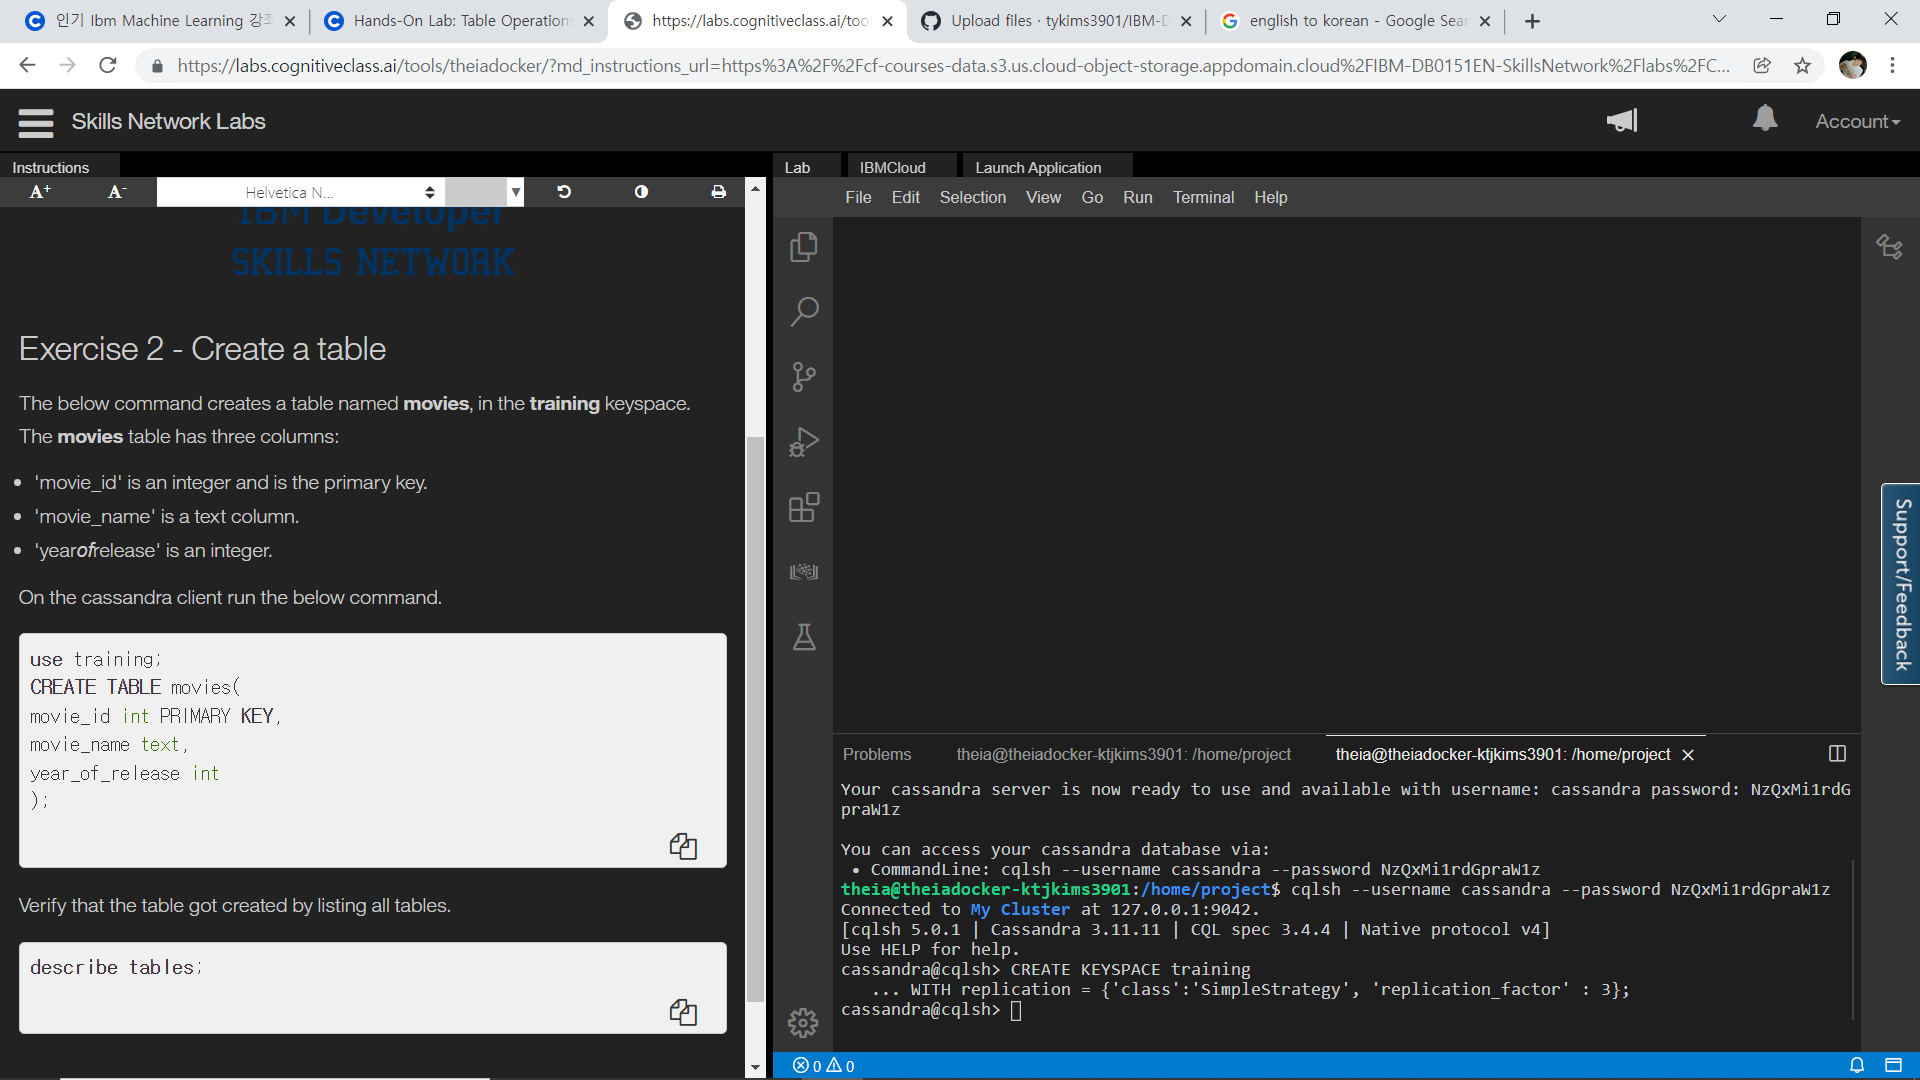 인기 Ibm Machine Learning 강
Hands-On Lab: Table Operation
https://labs.cognitiveclass.ai/too
Upload files · tykims3901/IBM-D
english to korean - Google Sea
https://labs.cognitiveclass.ai/tools/theiadocker/?md_instructions_url=https%3A%2F%2Fcf-courses-data.s3.us.cloud-object-storage.appdomain.cloud%2FIBM-DB0151EN-SkillsNetwork%2Flabs%2FC...
Skills Network Labs
Account
Instructions
A+
A-
Helvetica N...
IBM Developer
SKILLS NETWORK
Exercise 2 - Create a table
The below command creates a table named movies, in the training keyspace.
The movies table has three columns:
• 'movie_id' is an integer and is the primary key.
• 'movie_name' is a text column.
• 'yearofrelease' is an integer.
On the cassandra client run the below command.
use training;
CREATE TABLE movies(
movie_id int PRIMARY KEY,
movie_name text,
year_of_release int
);
Verify that the table got created by listing all tables.
describe tables;
Lab
IBMCloud
Launch Application
File Edit Selection View Go Run Terminal Help
Support/Feedback
Problems
theia@theiadocker-ktjkims3901: /home/project
theia@theiadocker-ktjkims3901: /home/project
Your cassandra server is now ready to use and available with username: cassandra password: NzQxMi1rdG
praW1z
You can access your cassandra database via:
• CommandLine: cqlsh --username cassandra --password NzQxMi1rdGpraW1z
theia@theiadocker-ktjkims3901:/home/project$ cqlsh --username cassandra --password NzQxMi1rdGpraW1z
Connected to My Cluster at 127.0.0.1:9042.
[cqlsh 5.0.1 | Cassandra 3.11.11 | CQL spec 3.4.4 | Native protocol v4]
Use HELP for help.
cassandra@cqlsh> CREATE KEYSPACE training
... WITH replication = {'class':'SimpleStrategy', 'replication_factor' : 3};
cassandra@cqlsh>
0 0